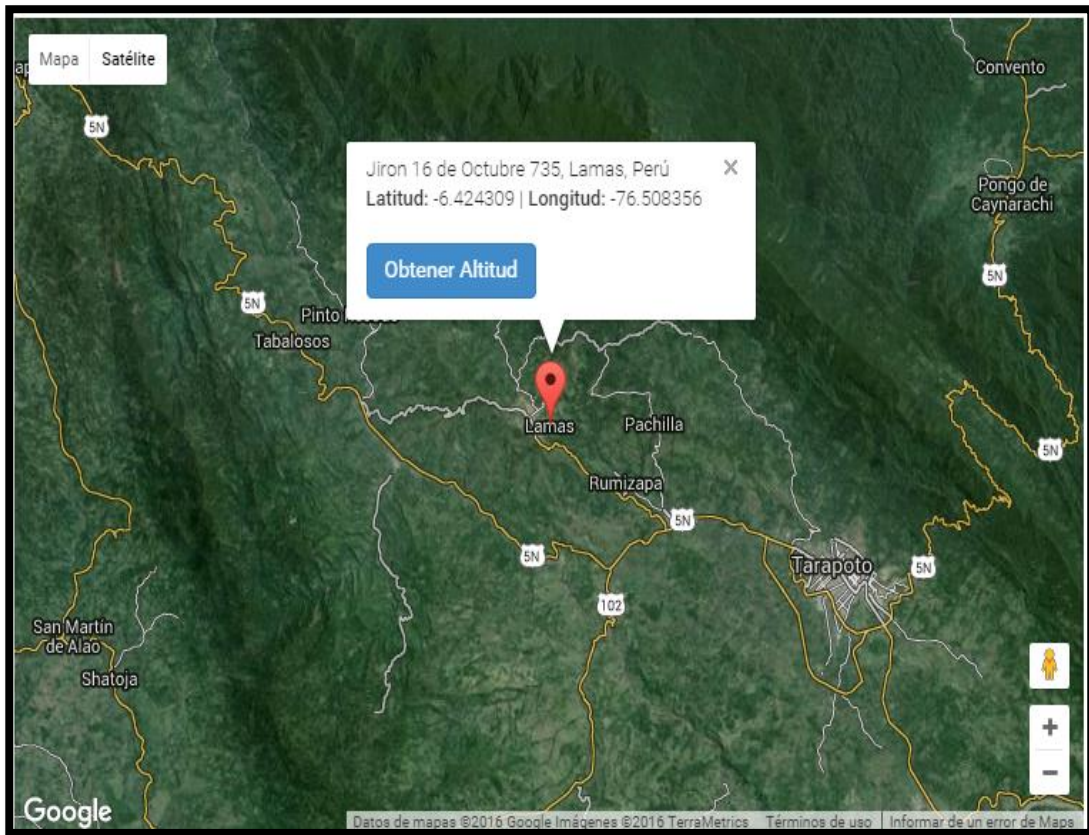 Mapa Satélite
Convento
5N
Jiron 16 de Octubre 735, Lamas, Perú ×
Latitud: -6.424309 | Longitud: -76.508356
Pongo de
Caynarachi
Obtener Altitud
5N
5N
Pinto
Tabalosos
Lamas
Pachilla
5N
Rumizapa
5N
5N
Tarapoto
5N
102
San Martín
de Alao
Shatoja
+
−
Google
Datos de mapas ©2016 Google Imágenes ©2016 TerraMetrics Términos de uso Informar de un error de Maps